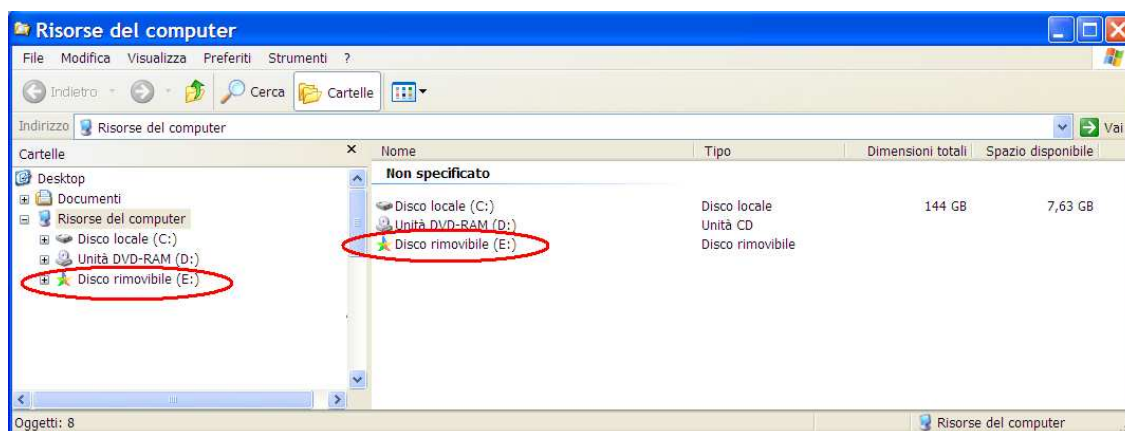 Risorse del computer
File Modifica Visualizza Preferiti Strumenti ?
Indietro Cerca Cartelle
Indirizzo Risorse del computer Vai
Cartelle × Nome Tipo Dimensioni totali Spazio disponibile
Desktop
Documenti
Risorse del computer
Disco locale (C:)
Unità DVD-RAM (D:)
Disco rimovibile (E:)
Non specificato
Disco locale (C:) Disco locale 144 GB 7,63 GB
Unità DVD-RAM (D:) Unità CD
Disco rimovibile (E:) Disco rimovibile
Oggetti: 8 Risorse del computer